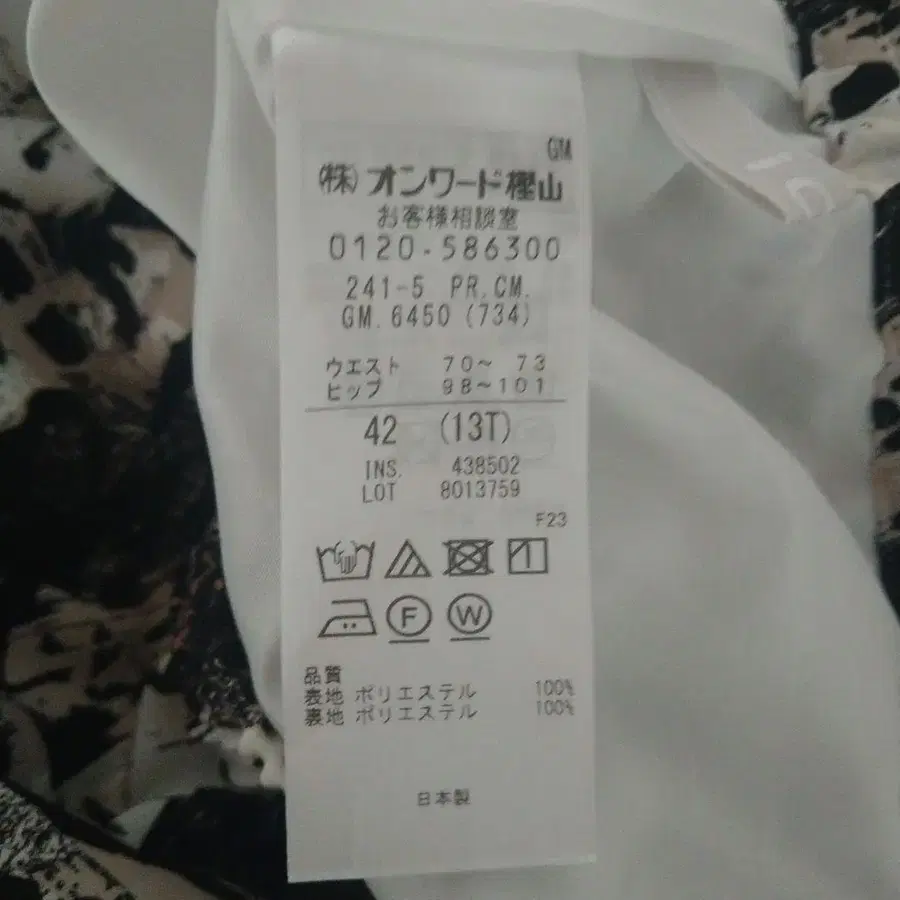 GM
(株)オンワード樫山
お客様相談室
0120-586300
241-5 PR.CM.
GM.6450(734)
ウエスト 70~ 73
ヒップ 98~101
42 (13T)
INS. 438502
LOT 8013759
F23
F W
品質
表地 ポリエステル 100%
裏地 ポリエステル 100%
日本製